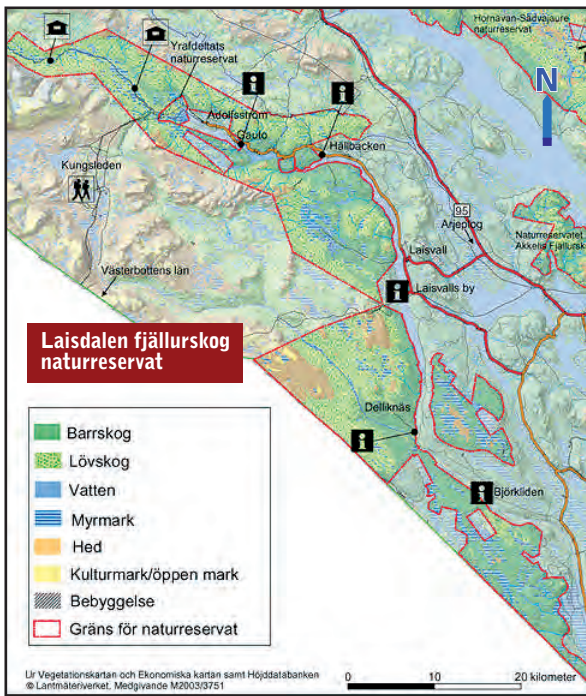 Hornavan-Sädvajaure
naturreservat
Yrafdeltats
naturreservat
N
Adolfsström
Gauto
Hällbacken
Kungsleden
95
Arjeplog
Naturreservatet
Akkelis Fjällursk
Laisvall
Västerbottens län
Laisvalls by
Laisdalen fjällurskog
naturreservat
Delliknäs
Björkliden
Barrskog
Lövskog
Vatten
Myrmark
Hed
Kulturmark/öppen mark
Bebyggelse
Gräns för naturreservat
Ur Vegetationskartan och Ekonomiska kartan samt Höjddatabanken
© Lantmäteriverket. Medgivande M2003/3751
0 10 20 kilometer